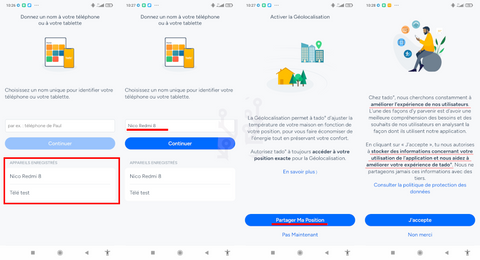 10:26
Donnez un nom à votre téléphone
ou à votre tablette
Choisissez un nom unique pour identifier votre
téléphone ou votre tablette.
par ex. : téléphone de Paul
Continuer
APPAREILS ENREGISTRÉS
Nico Redmi 8
Télé test
10:27
Donnez un nom à votre téléphone
ou à votre tablette
Choisissez un nom unique pour identifier votre
téléphone ou votre tablette.
Nico Redmi 8
Continuer
APPAREILS ENREGISTRÉS
Nico Redmi 8
Télé test
10:27
Activer la Géolocalisation
La Géolocalisation permet à tado° d'ajuster la
température de votre maison en fonction de
votre position, pour vous faire économiser de
l'énergie tout en préservant votre confort.
Autorisez tado° à toujours accéder à votre
position exacte pour la Géolocalisation.
En savoir plus
Partager Ma Position
Pas Maintenant
10:28
Chez tado°, nous cherchons constamment à
améliorer l'expérience de nos utilisateurs.
L'une des façons d'y parvenir est d'avoir une
meilleure compréhension des besoins et des
souhaits de nos utilisateurs en analysant la
façon dont ils utilisent notre application.
En cliquant sur « J'accepte », tu nous autorises à
stocker des informations concernant votre
utilisation de l'application et nous aidez à
améliorer votre expérience de tado°. Nous ne
partageons jamais ces informations avec des
tiers.
Consultez la politique de protection des
données
J'accepte
Non merci